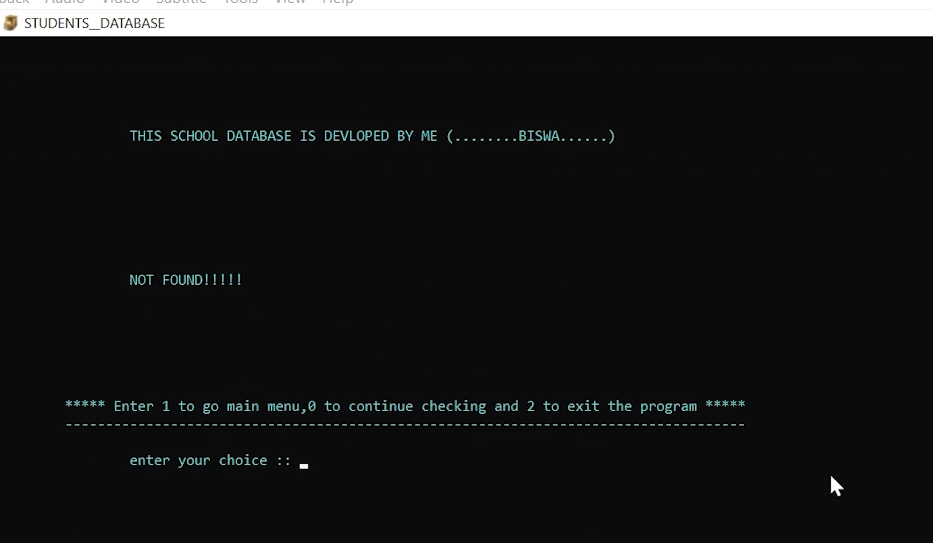 Back Audio Video Subtitle Tools View Help
STUDENTS__DATABASE
THIS SCHOOL DATABASE IS DEVLOPED BY ME (........BISWA......)
NOT FOUND!!!!!
***** Enter 1 to go main menu,0 to continue checking and 2 to exit the program *****
-------------------------------------------------------------------------------------
enter your choice ::